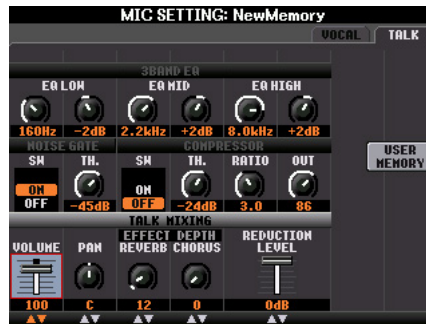 MIC SETTING: NewMemory
VOCAL TALK
3BAND EQ
EQ LOW EQ MID EQ HIGH
160Hz -2dB 2.2kHz +2dB 8.0kHz +2dB
NOISE GATE COMPRESSOR
SW TH. SW TH. RATIO OUT
ON OFF -45dB ON OFF -24dB 3.0 86
USER MEMORY
TALK MIXING
EFFECT DEPTH
VOLUME PAN REVERB CHORUS REDUCTION LEVEL
100 C 12 0 0dB